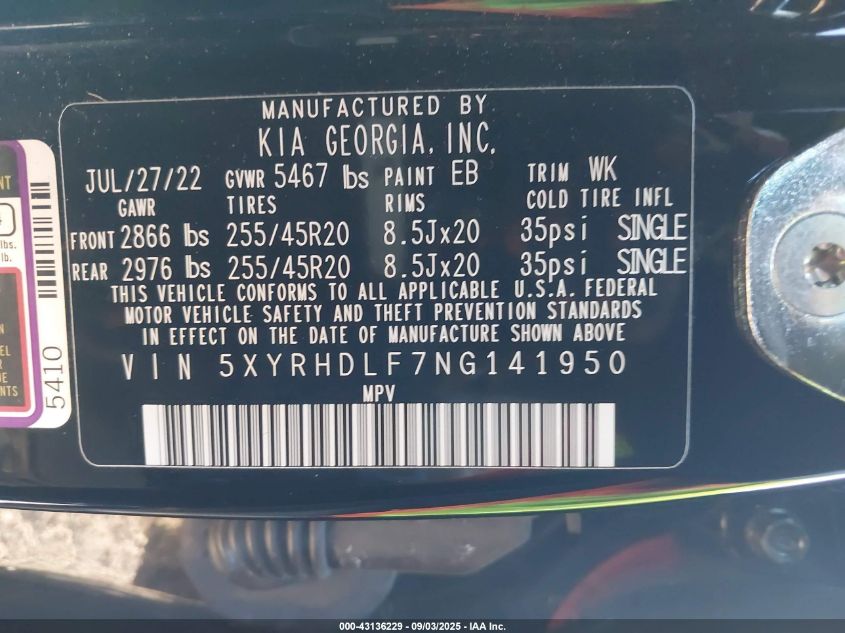 MANUFACTURED BY
KIA GEORGIA, INC.
JUL/27/22 GVWR 5467 lbs PAINT EB TRIM WK
GAWR TIRES RIMS COLD TIRE INFL
FRONT 2866 lbs 255/45R20 8.5Jx20 35psi SINGLE
REAR 2976 lbs 255/45R20 8.5Jx20 35psi SINGLE
THIS VEHICLE CONFORMS TO ALL APPLICABLE U.S.A. FEDERAL
MOTOR VEHICLE SAFETY AND THEFT PREVENTION STANDARDS
IN EFFECT ON THE DATE OF MANUFACTURE SHOWN ABOVE
VIN 5XYRHDLF7NG141950
MPV
lbs.
lb.
5410
000-43136229 - 09/03/2025 - IAA Inc.